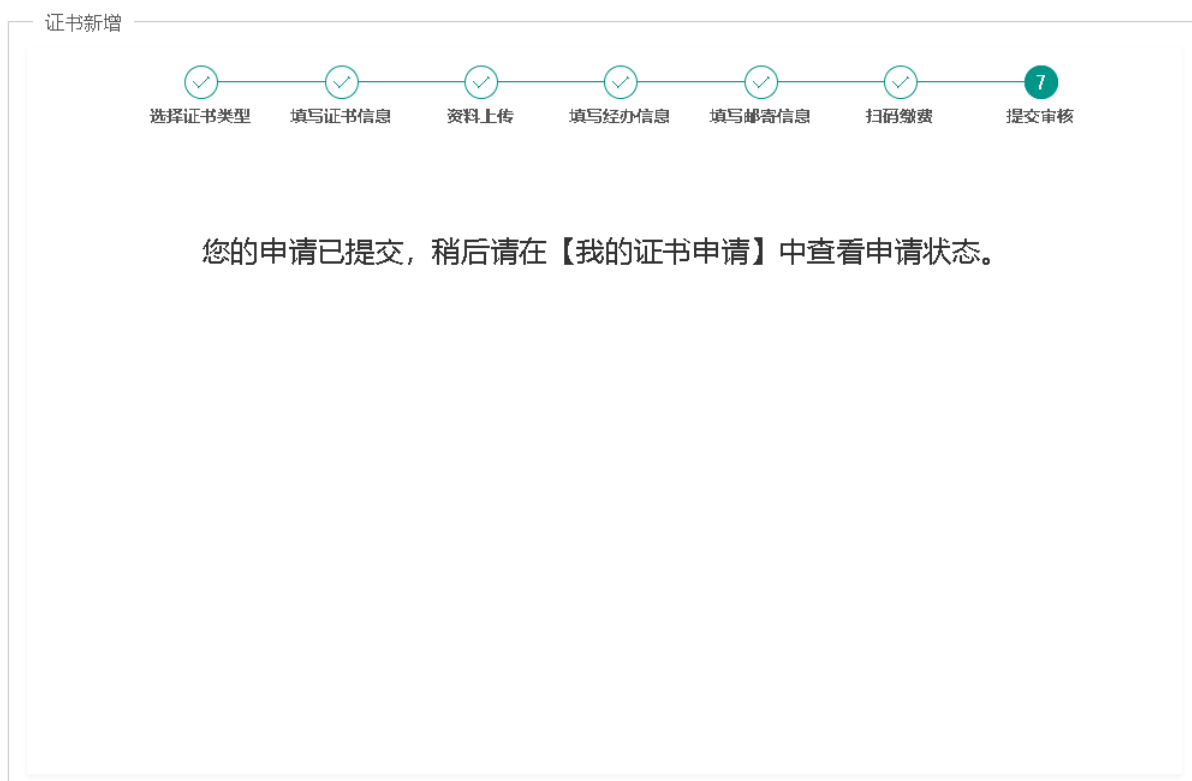 证书新增
7
选择证书类型 填写证书信息 资料上传 填写经办信息 填写邮寄信息 扫码缴费 提交审核
您的申请已提交，稍后请在【我的证书申请】中查看申请状态。